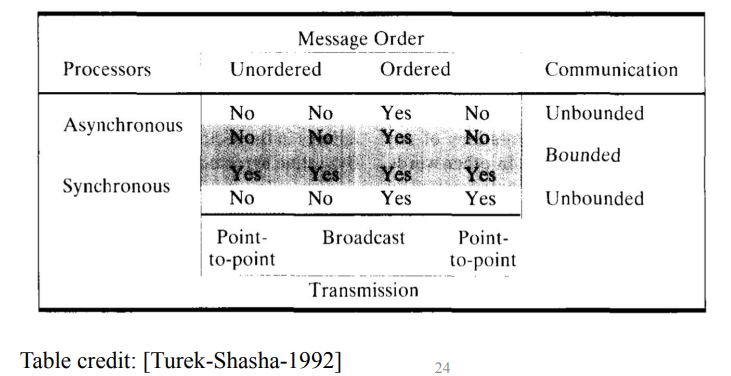 Message Order
Processors Unordered Ordered Communication
Asynchronous
No No Yes No Unbounded
No No Yes No
Bounded
Synchronous
Yes Yes Yes Yes
No No Yes Yes Unbounded
Point- Broadcast Point-
to-point to-point
Transmission
Table credit: [Turek-Shasha-1992]
24